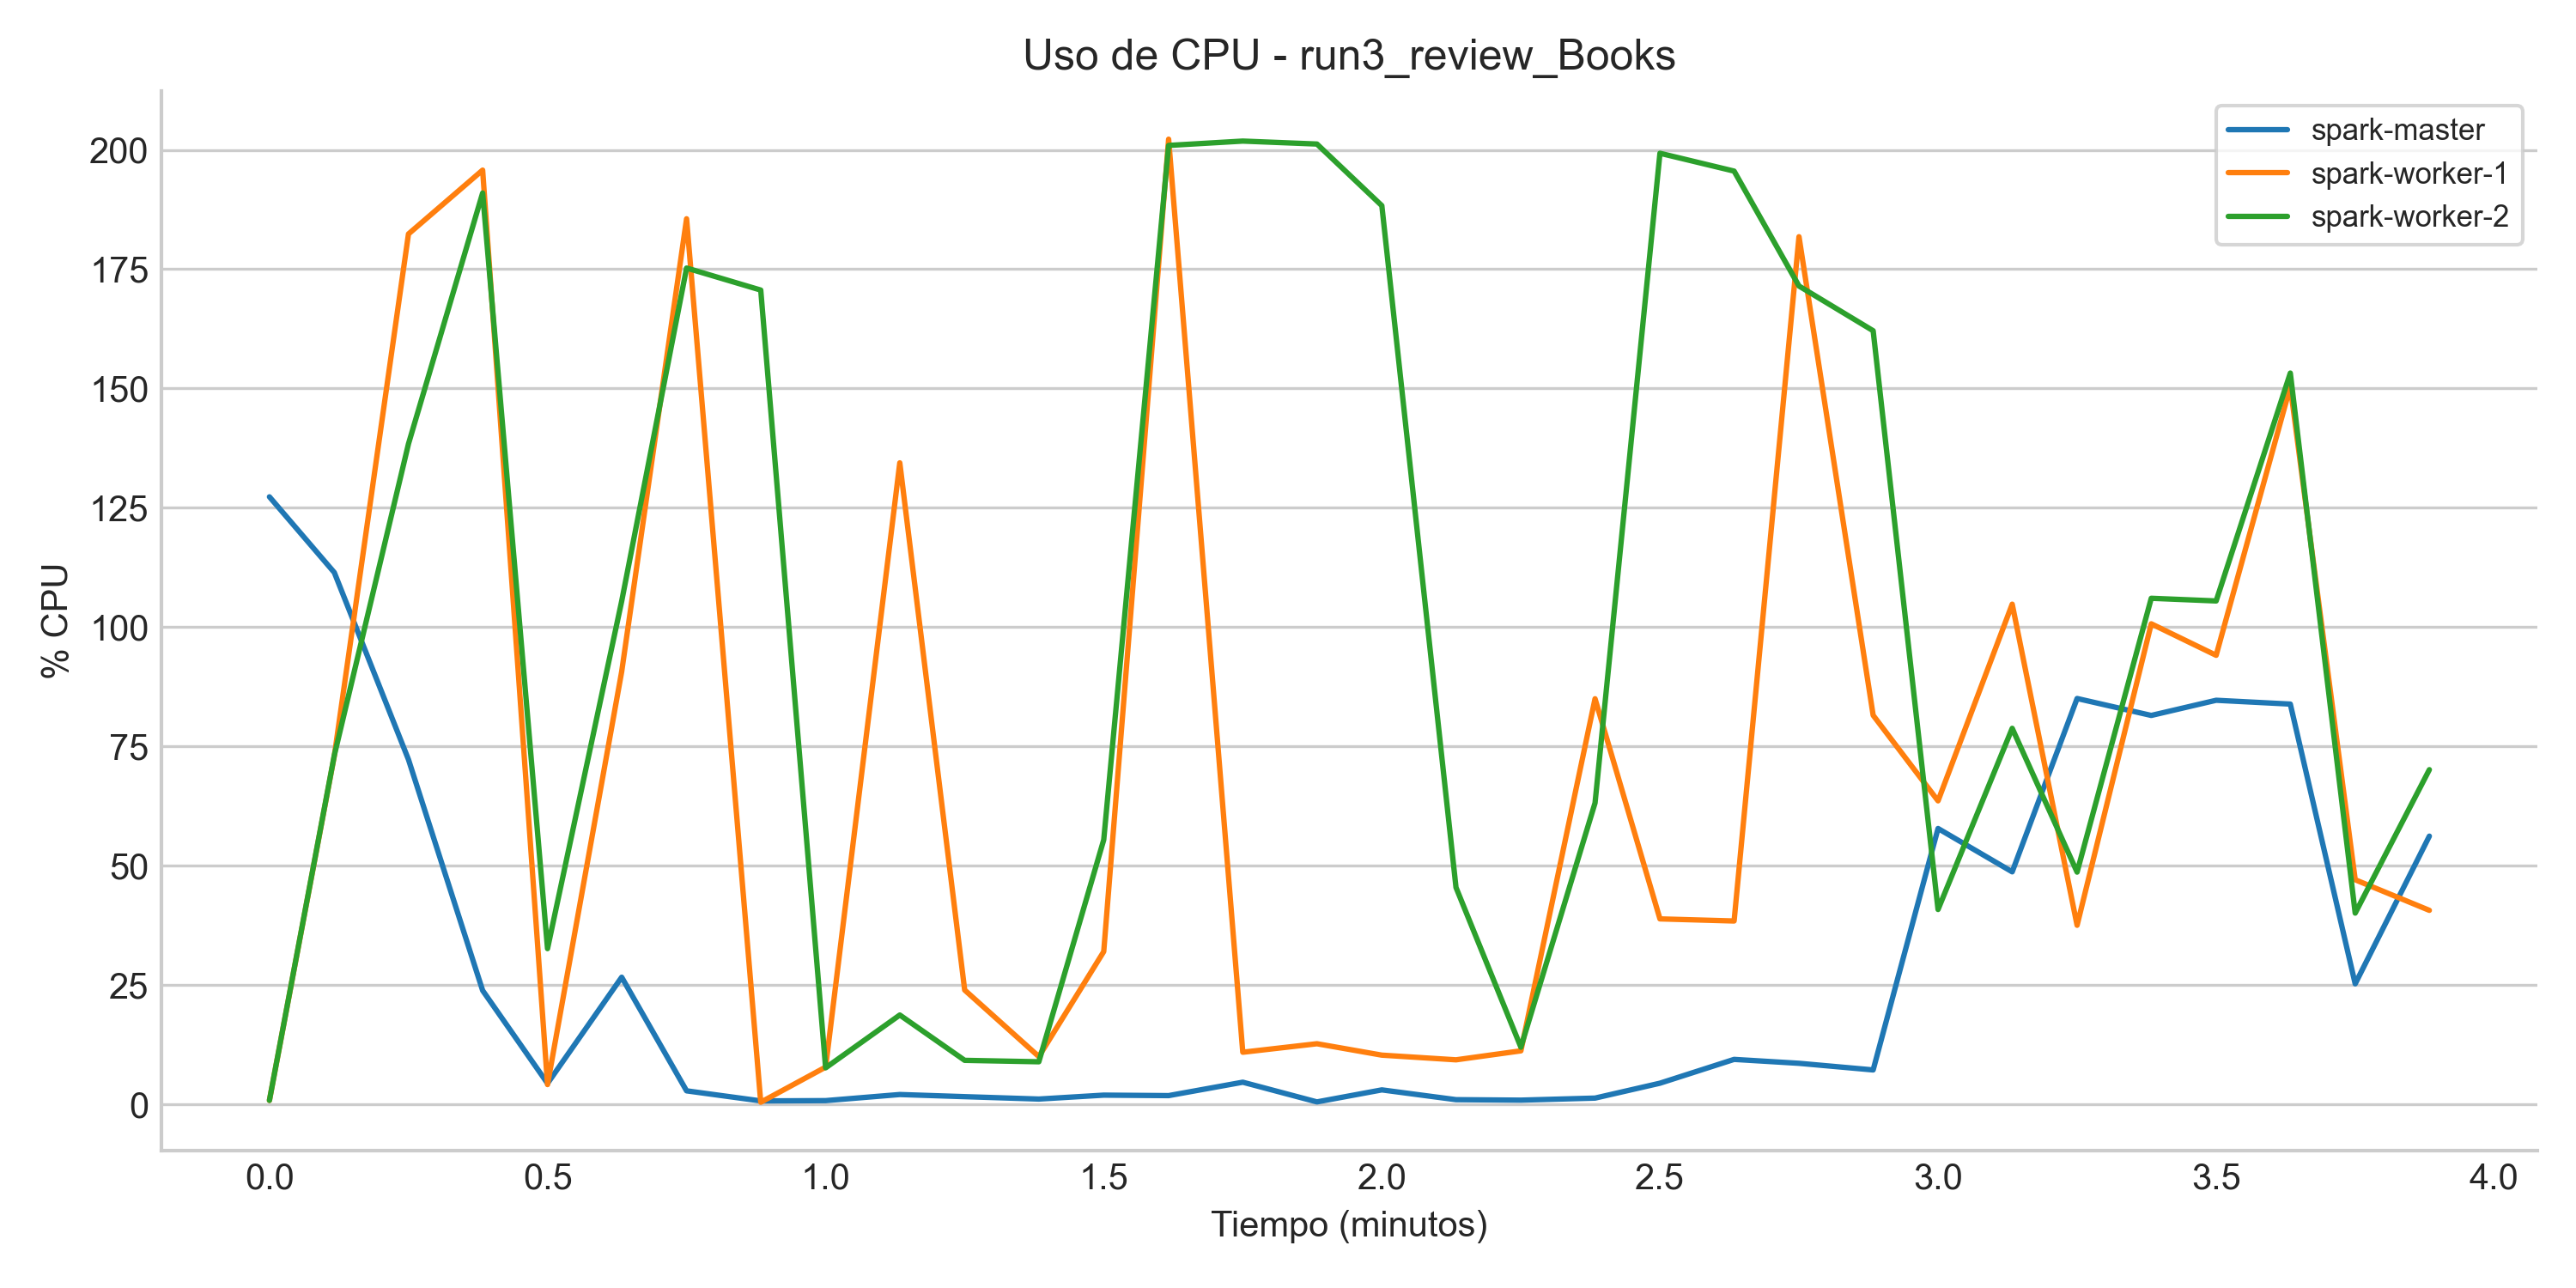 Uso de CPU - run3_review_Books
spark-master
spark-worker-1
spark-worker-2
% CPU
200
175
150
125
100
75
50
25
0
0.0 0.5 1.0 1.5 2.0 2.5 3.0 3.5 4.0
Tiempo (minutos)